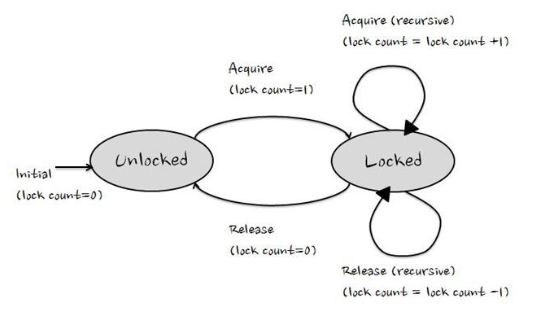 Acquire (recursive)
(lock count = lock count +1)
Acquire
(lock count=1)
Unlocked
Locked
Initial
(lock count=0)
Release
(lock count=0)
Release (recursive)
(lock count = lock count -1)